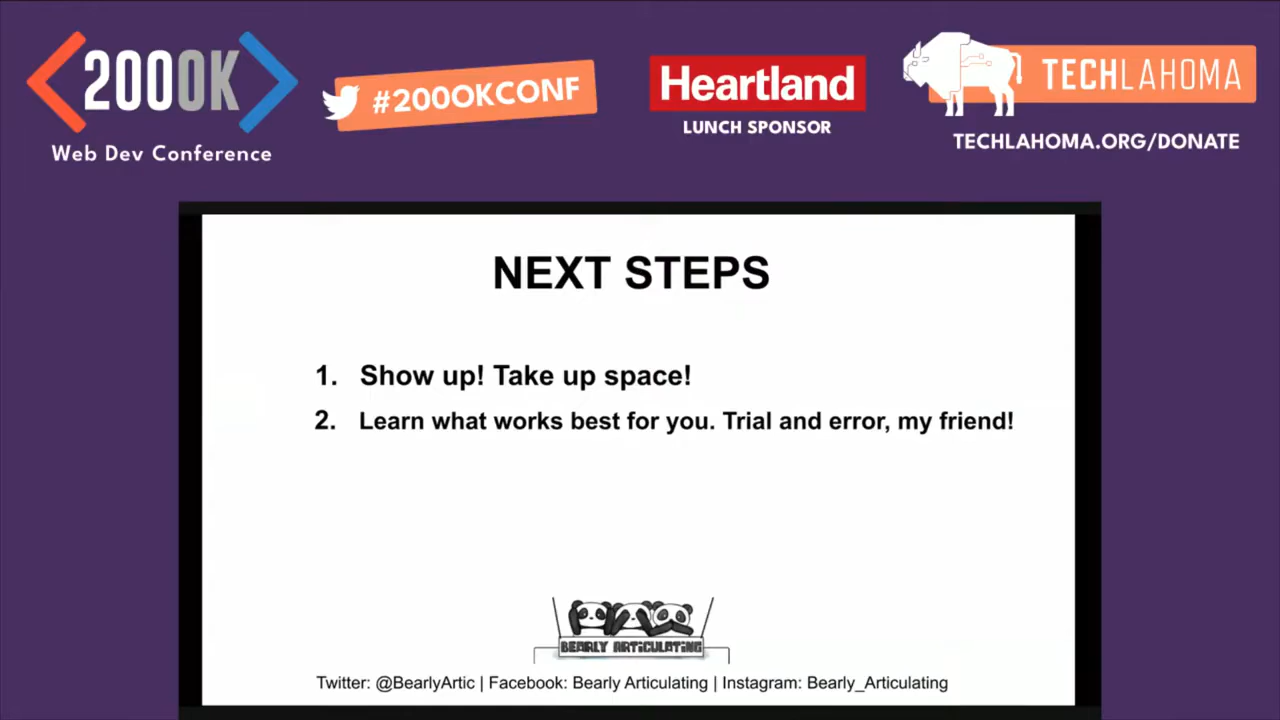 200OK
Web Dev Conference
#200OKCONF
Heartland
LUNCH SPONSOR
TECHLAHOMA
TECHLAHOMA.ORG/DONATE
NEXT STEPS
1. Show up! Take up space!
2. Learn what works best for you. Trial and error, my friend!
BEARLY ARTiCULATiNG
Twitter: @BearlyArtic | Facebook: Bearly Articulating | Instagram: Bearly_Articulating